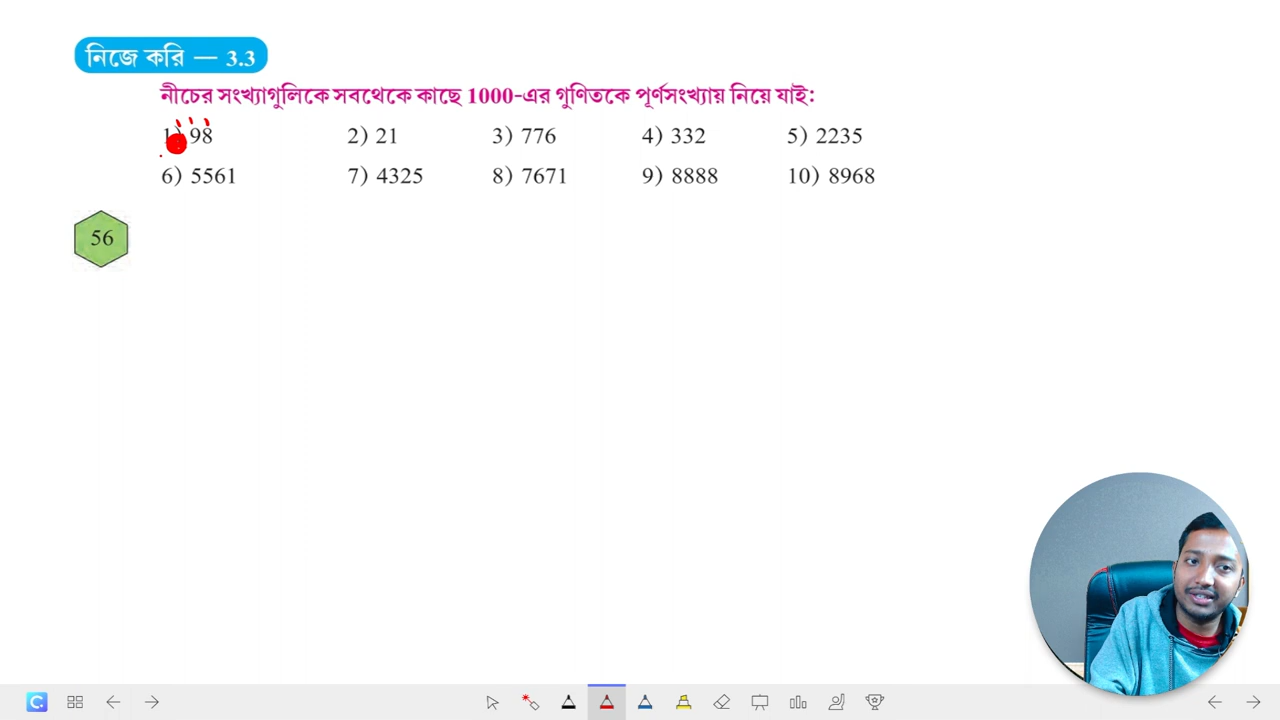 নিজে করি — 3.3
নীচের সংখ্যাগুলিকে সবথেকে কাছে 1000-এর গুণিতকে পূর্ণসংখ্যায় নিয়ে যাই:
1) 98 2) 21 3) 776 4) 332 5) 2235
6) 5561 7) 4325 8) 7671 9) 8888 10) 8968
56